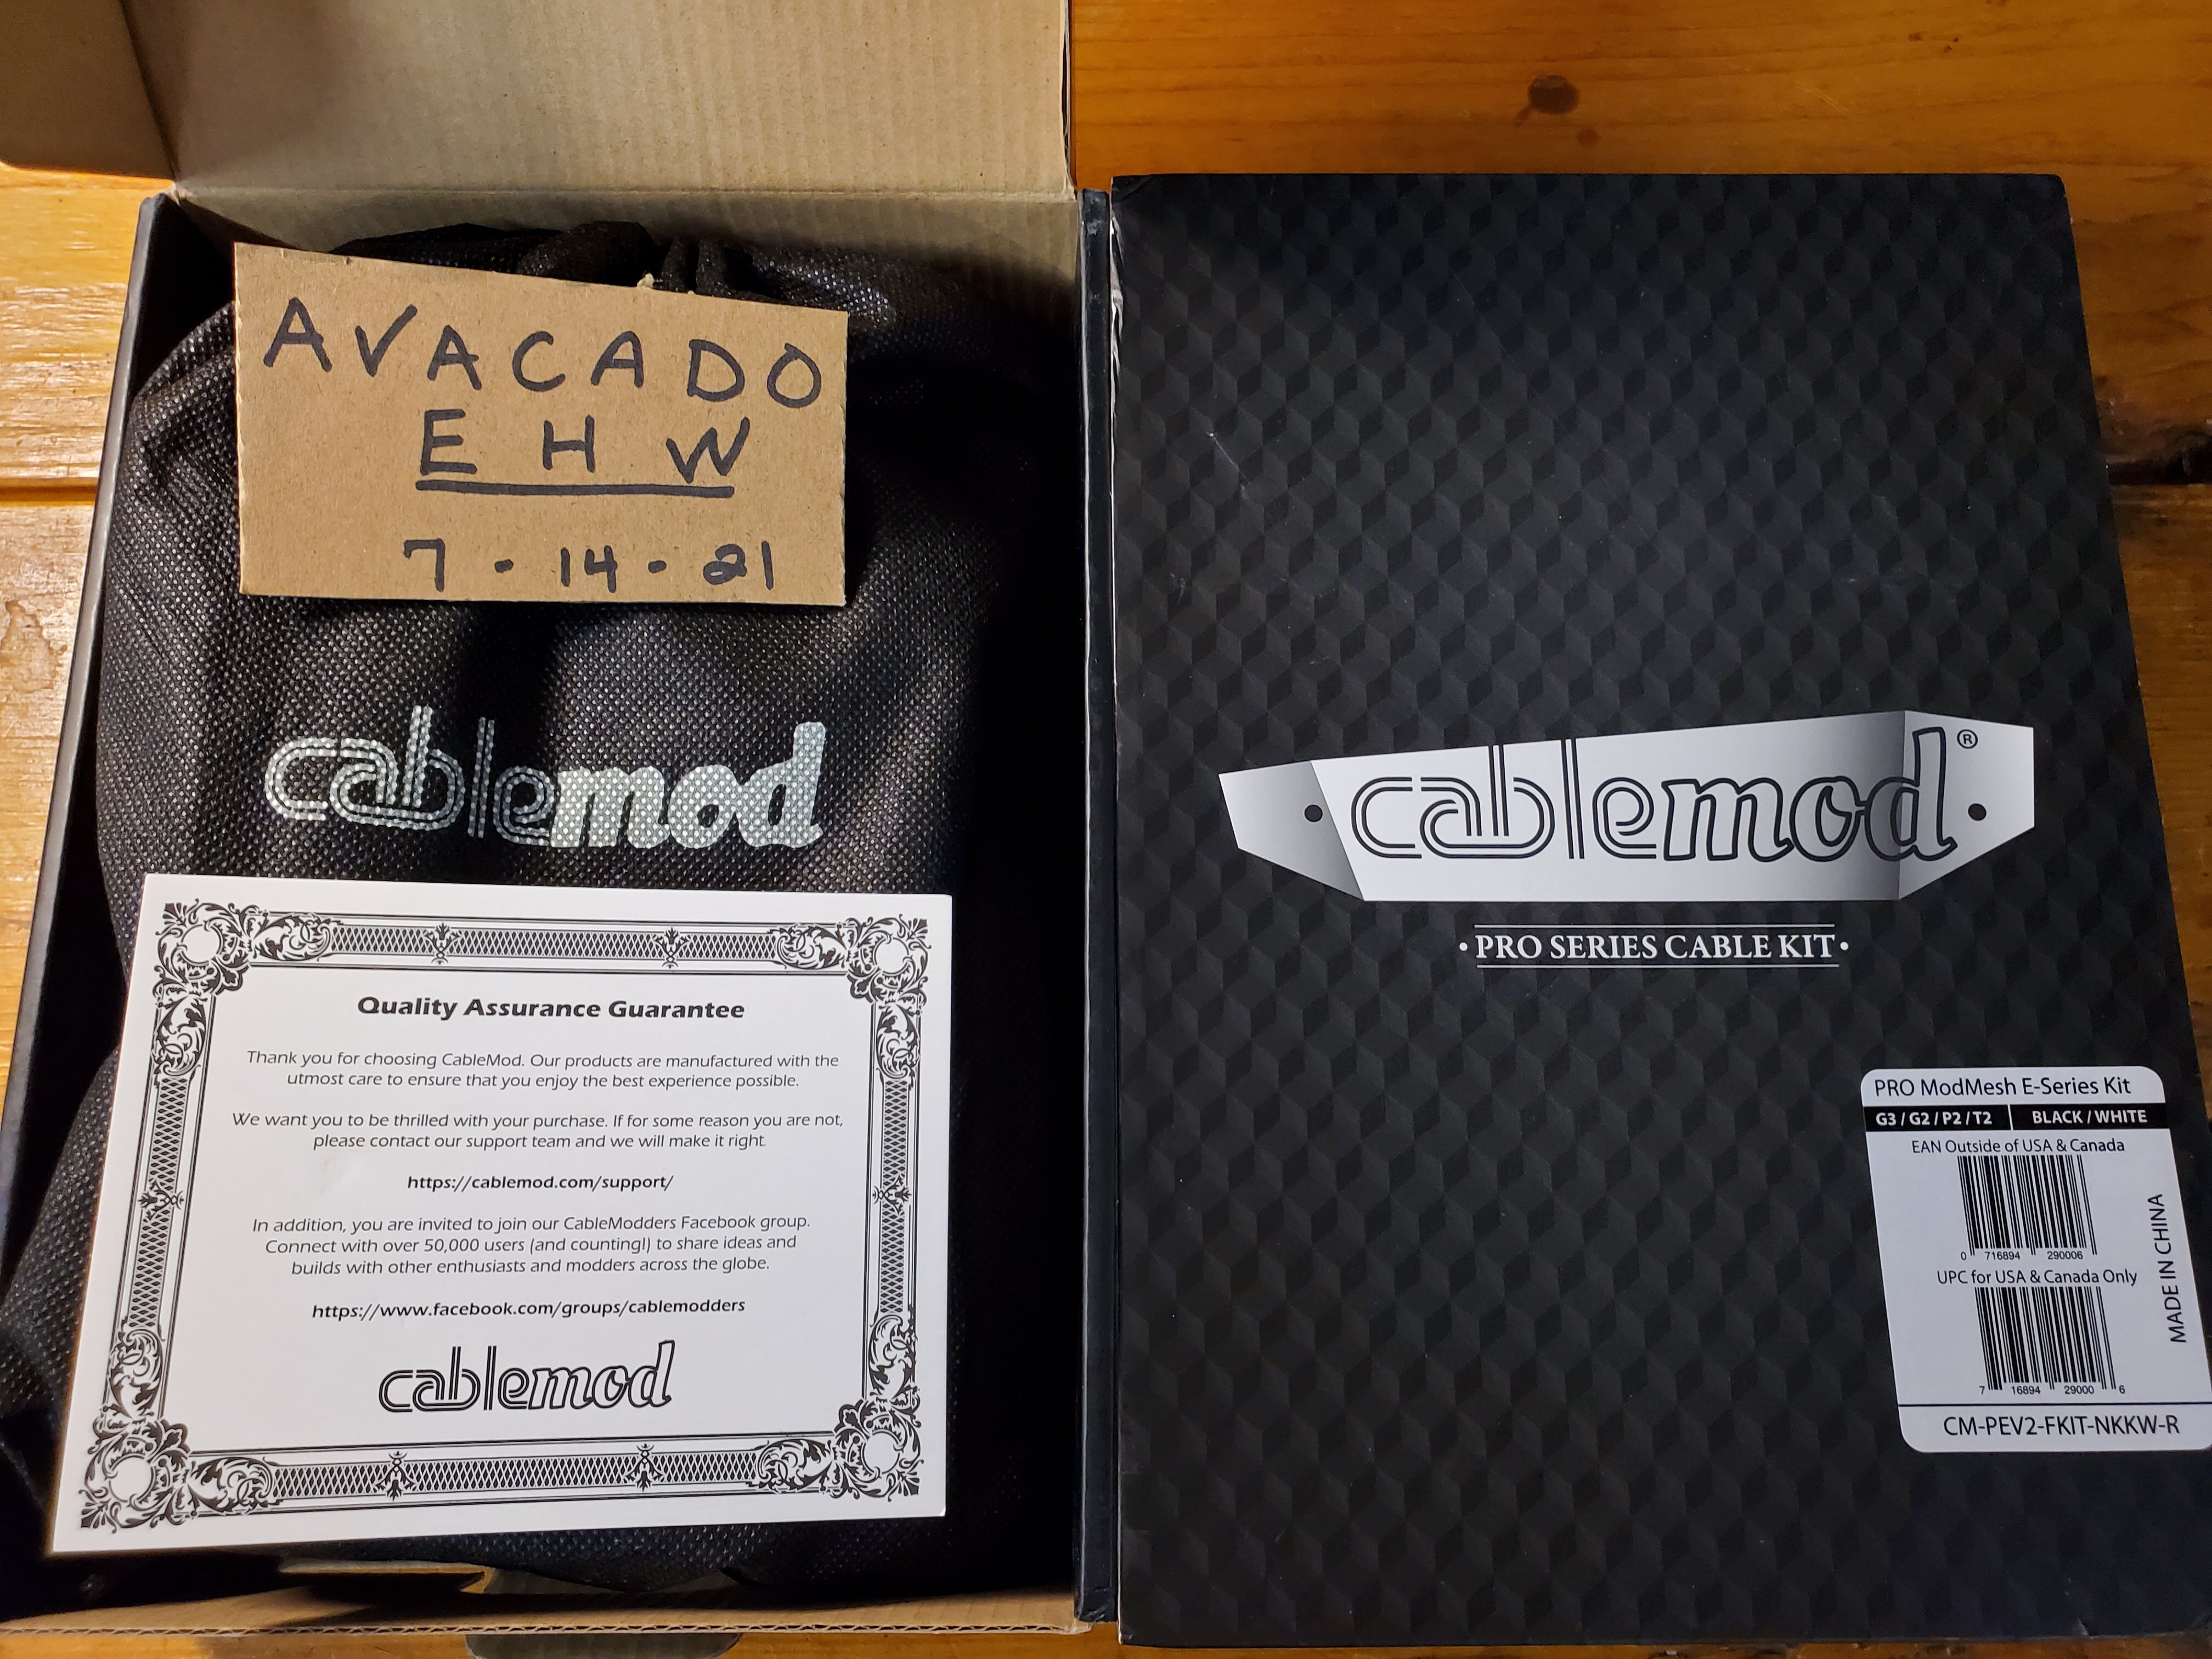 AVACADO
EHW
7 - 14 - 21
cablemod
Quality Assurance Guarantee
Thank you for choosing CableMod. Our products are manufactured with the
utmost care to ensure that you enjoy the best experience possible.
We want you to be thrilled with your purchase. If for some reason you are not,
please contact our support team and we will make it right.
https://cablemod.com/support/
In addition, you are invited to join our CableModders Facebook group.
Connect with over 50,000 users (and counting!) to share ideas and
builds with other enthusiasts and modders across the globe.
https://www.facebook.com/groups/cablemodders
cablemod
cablemod®
• PRO SERIES CABLE KIT •
PRO ModMesh E-Series Kit
G3 / G2 / P2 / T2 BLACK / WHITE
EAN Outside of USA & Canada
0 716894 290006
UPC for USA & Canada Only
7 16894 29000 6
MADE IN CHINA
CM-PEV2-FKIT-NKKW-R